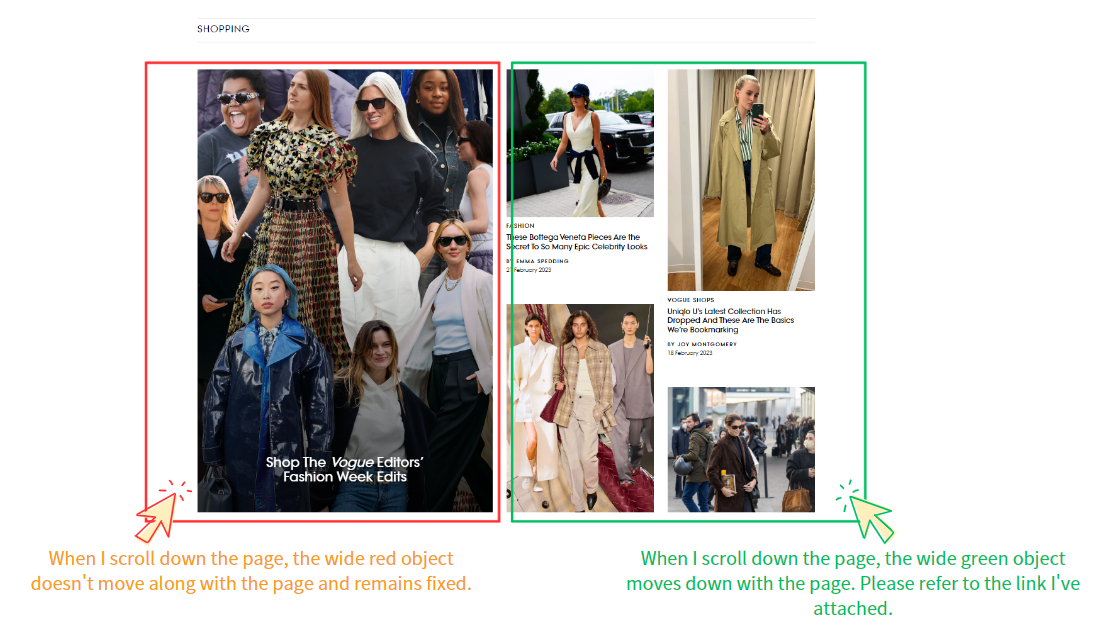 SHOPPING
Shop The Vogue Editors'
Fashion Week Edits
FASHION
These Bottega Veneta Pieces Are the
Secret To So Many Epic Celebrity Looks
BY EMMA SPEDDING
21 February 2023
VOGUE SHOPS
Uniqlo U's Latest Collection Has
Dropped And These Are The Basics
We're Bookmarking
BY JOY MONTGOMERY
18 February 2023
When I scroll down the page, the wide red object
doesn't move along with the page and remains fixed.
When I scroll down the page, the wide green object
moves down with the page. Please refer to the link I've
attached.